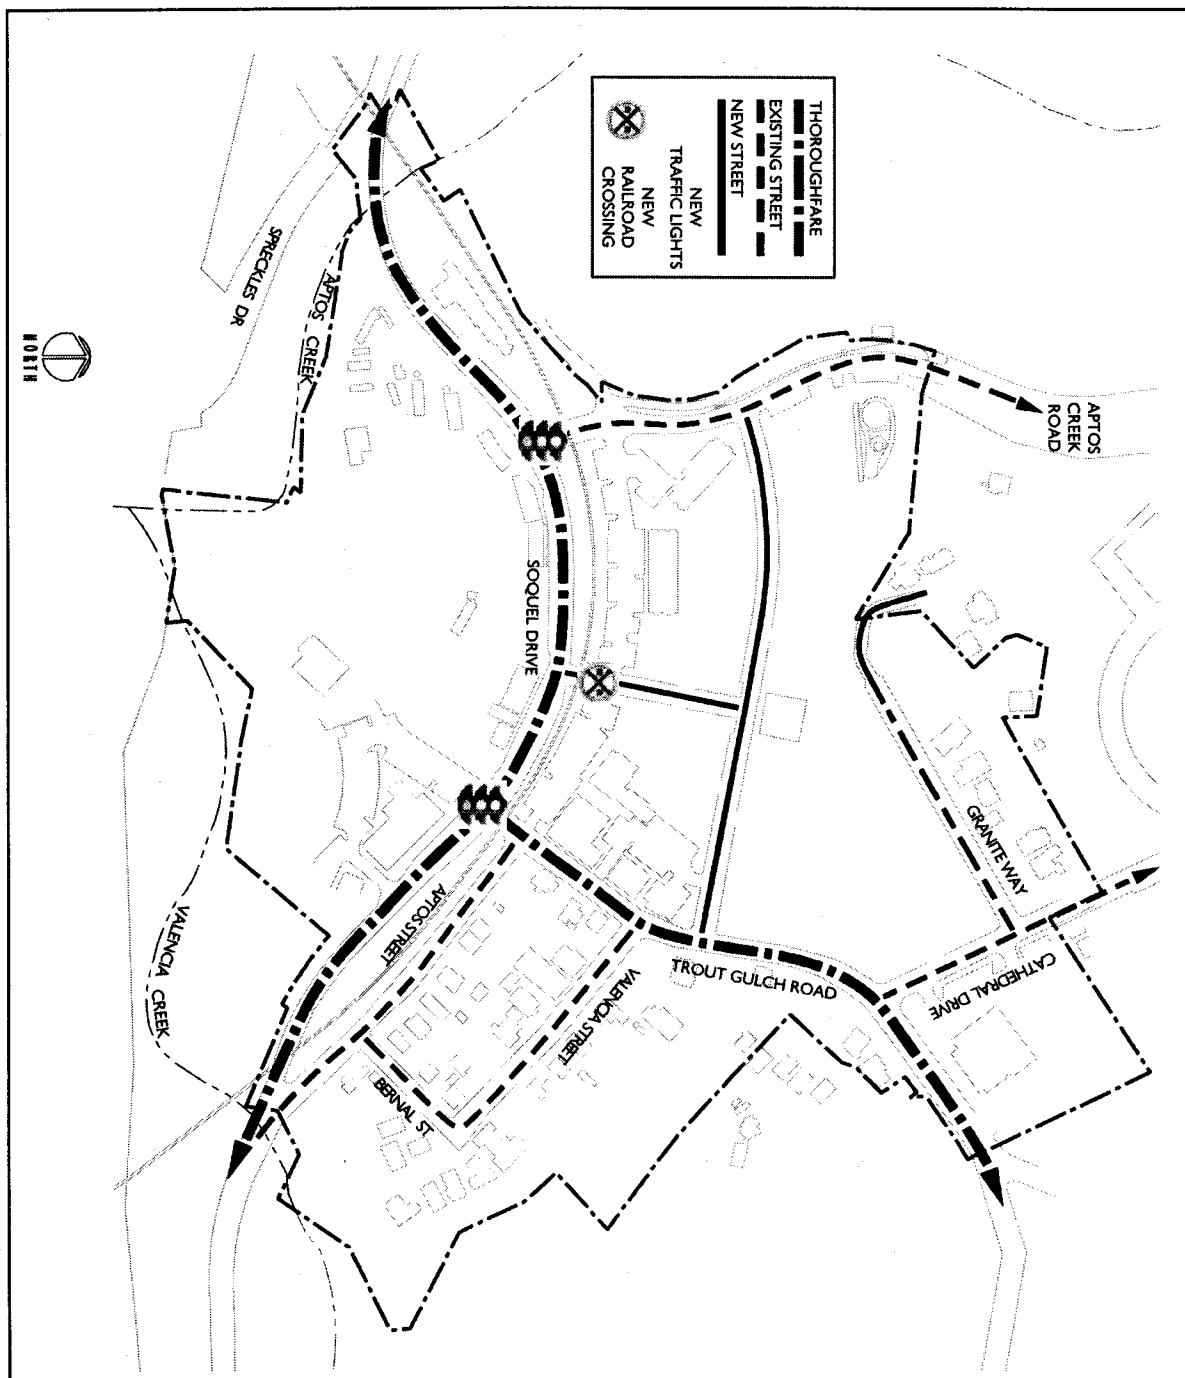 THOROUGHFARE
EXISTING STREET
NEW STREET
NEW
TRAFFIC LIGHTS
NEW
RAILROAD
CROSSING
APTOS
CREEK
ROAD
SPRECKLES DR
APTOS CREEK
NORTH
SOQUEL DRIVE
GRANITE WAY
CATHEDRAL DRIVE
TROUT GULCH ROAD
VALENCIA STREET
APTOS STREET
BERNAL ST.
VALENCIA CREEK